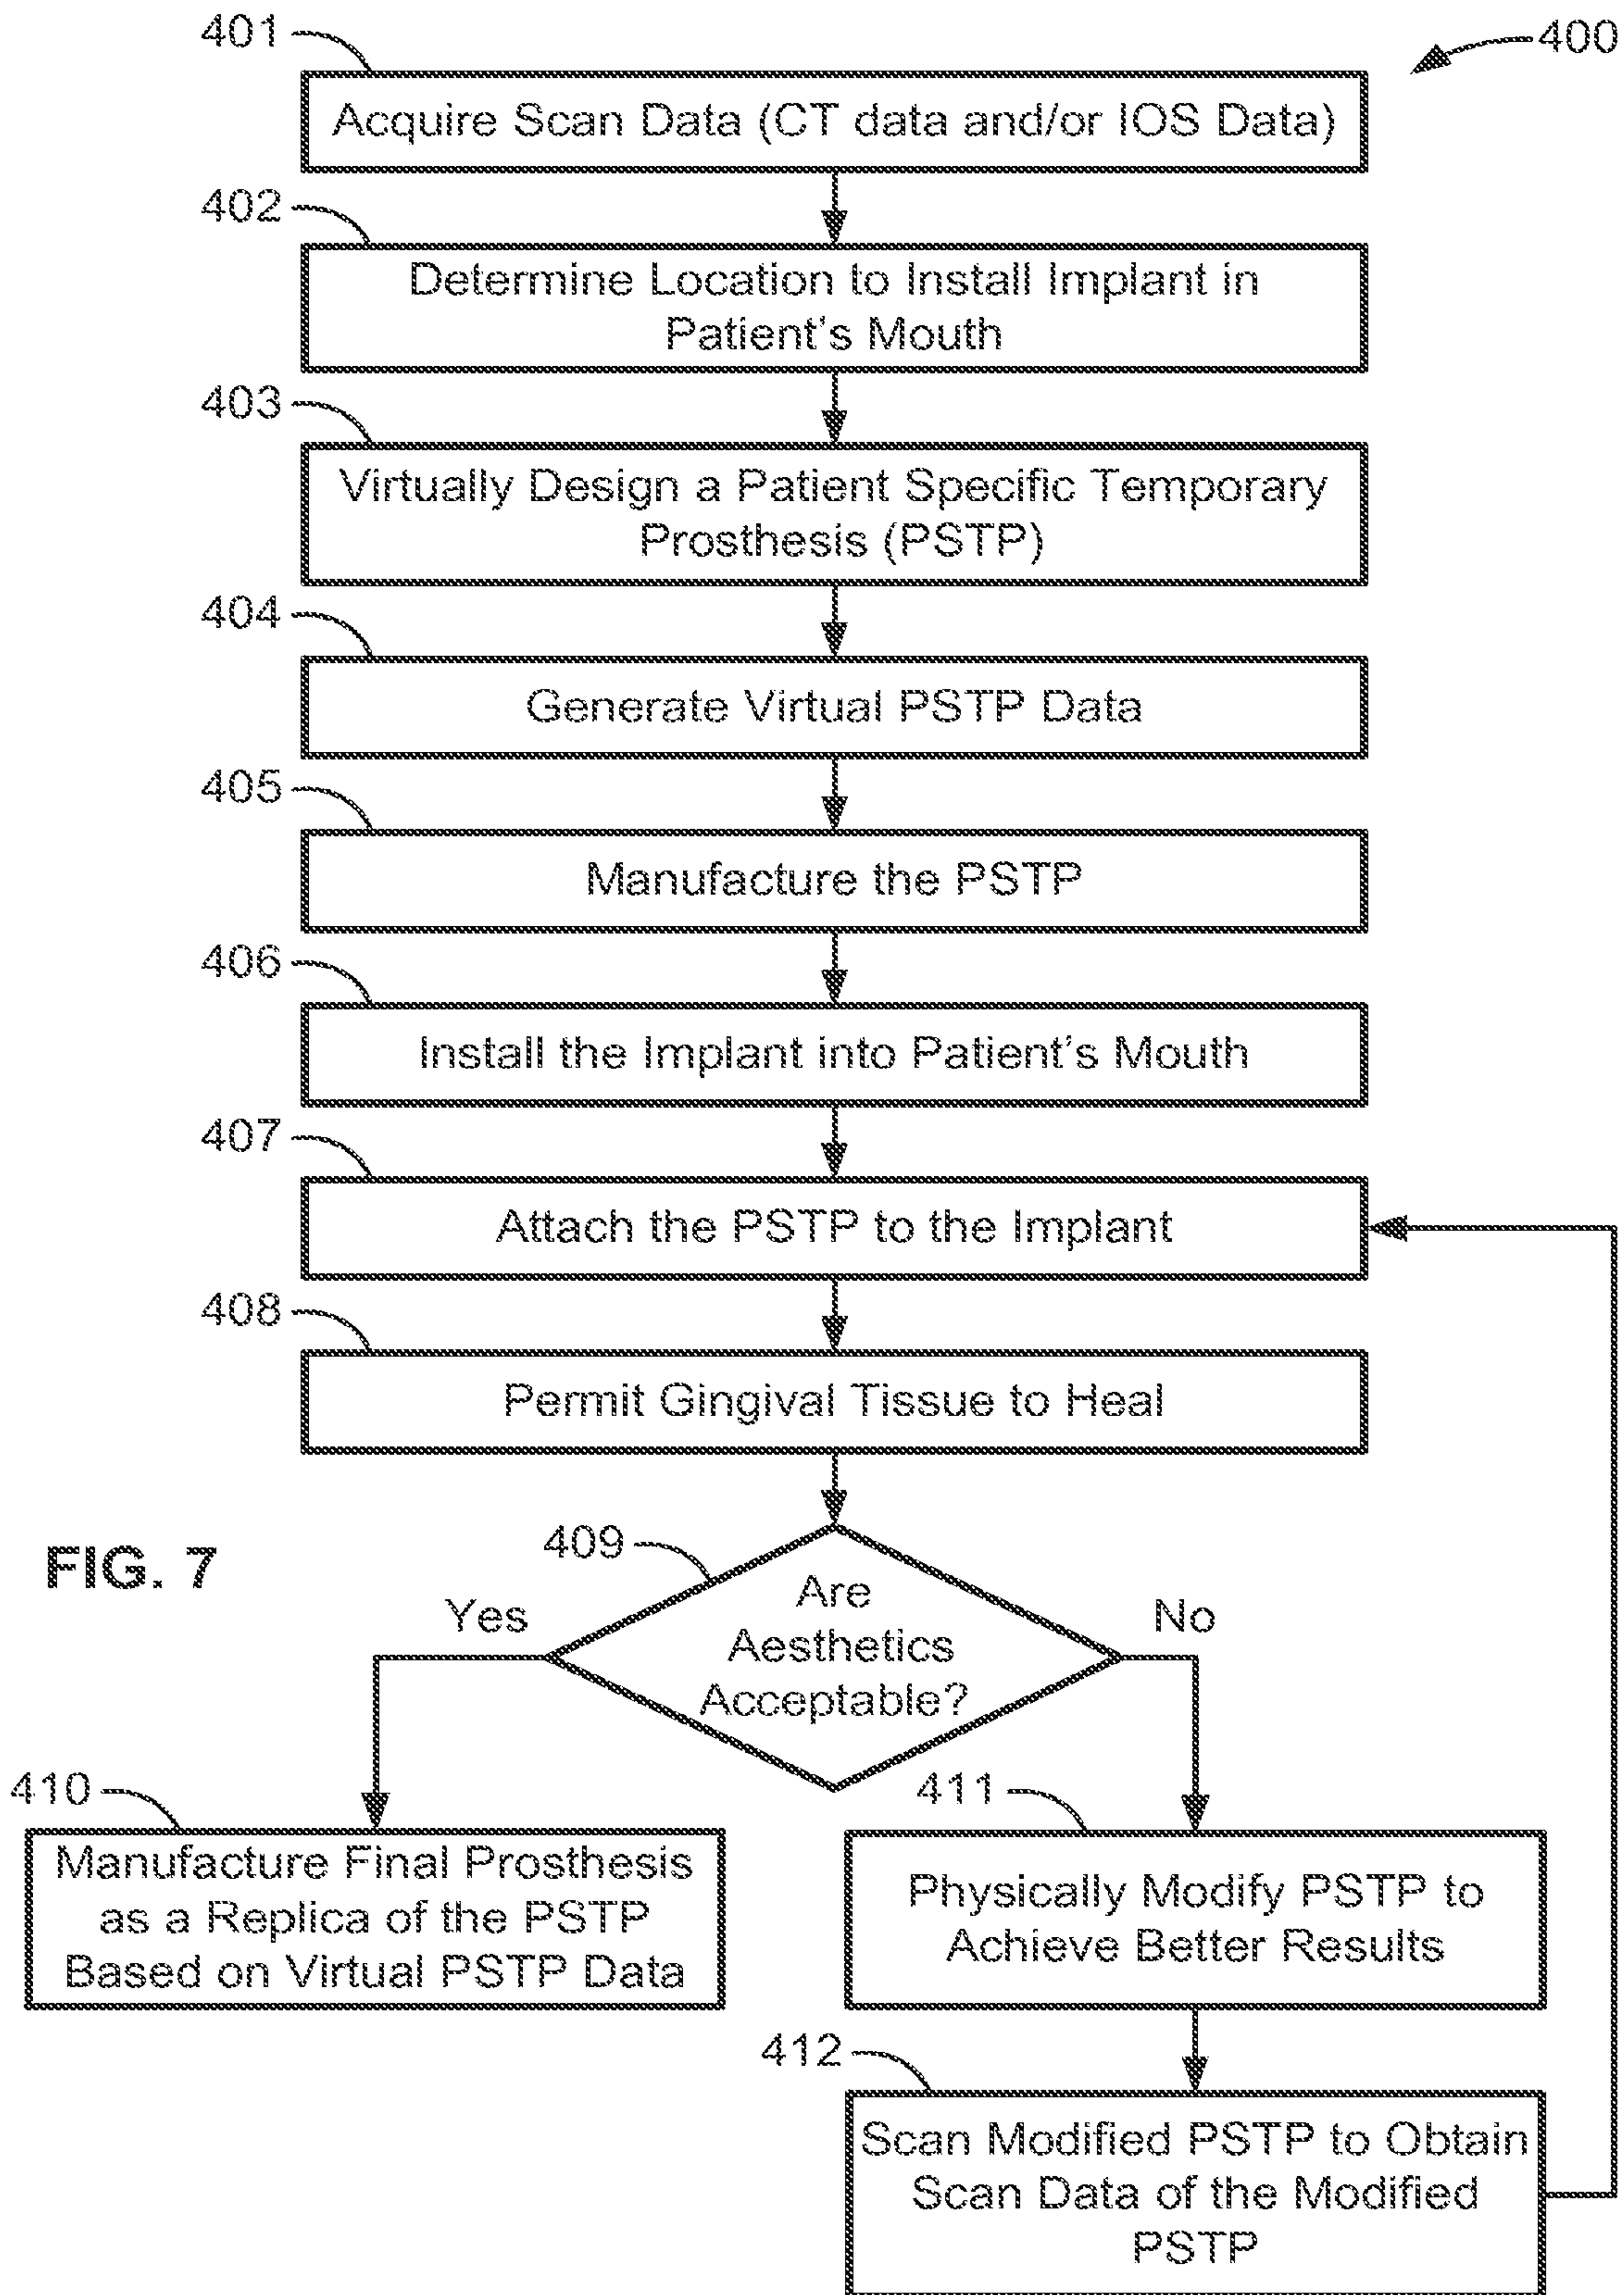 401
400
Acquire Scan Data (CT data and/or IOS Data)
402
Determine Location to Install Implant in
Patient's Mouth
403
Virtually Design a Patient Specific Temporary
Prosthesis (PSTP)
404
Generate Virtual PSTP Data
405
Manufacture the PSTP
406
Install the Implant into Patient's Mouth
407
Attach the PSTP to the Implant
408
Permit Gingival Tissue to Heal
409
FIG. 7
Are
Aesthetics
Acceptable?
Yes
No
410
Manufacture Final Prosthesis
as a Replica of the PSTP
Based on Virtual PSTP Data
411
Physically Modify PSTP to
Achieve Better Results
412
Scan Modified PSTP to Obtain
Scan Data of the Modified
PSTP